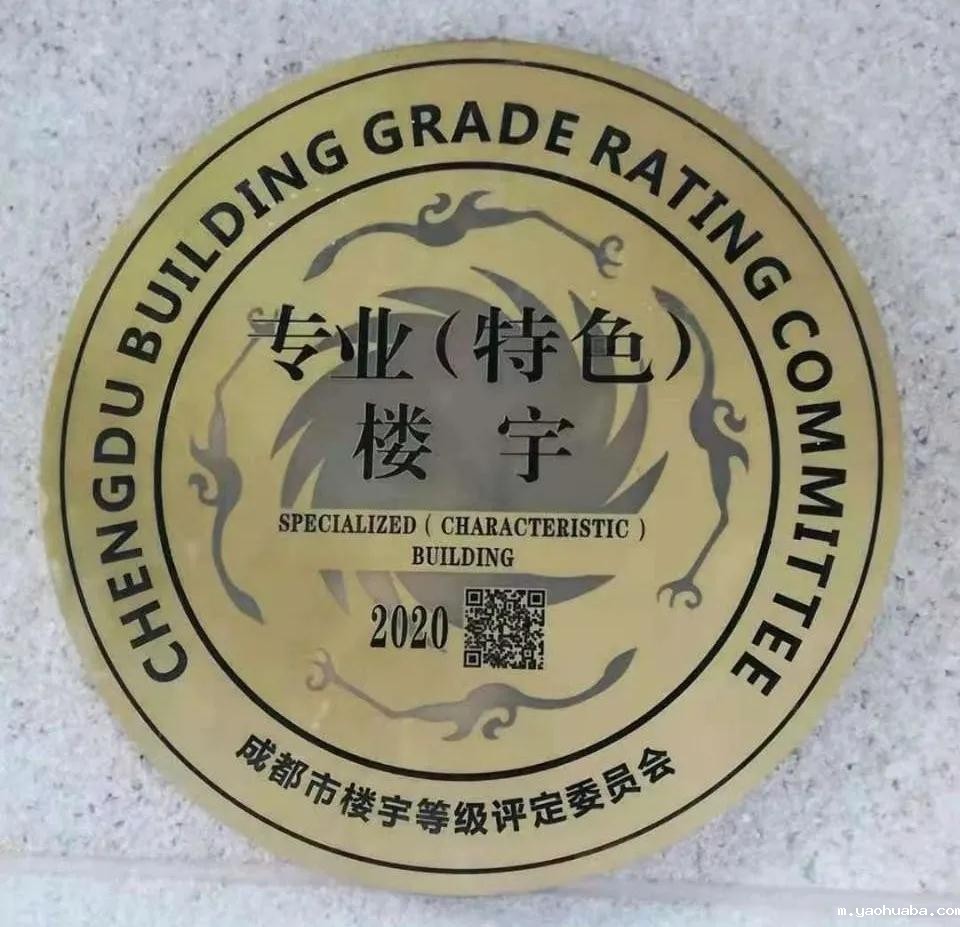 CHENGDU BUILDING GRADE RATING COMMITTEE
专业(特色)
楼宇
SPECIALIZED ( CHARACTERISTIC )
BUILDING
2020
成都市楼宇等级评定委员会
m.yaohuaba.com